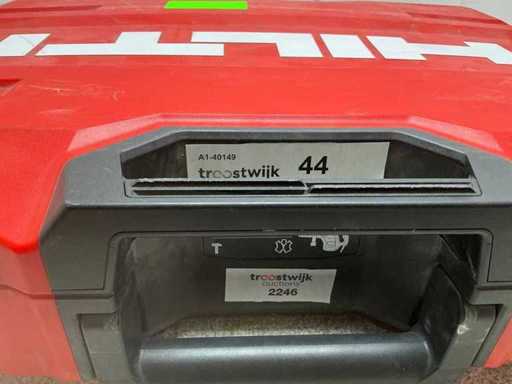 HILTI
A1-40149
troostwijk 44
troostwijk
auctions
2246